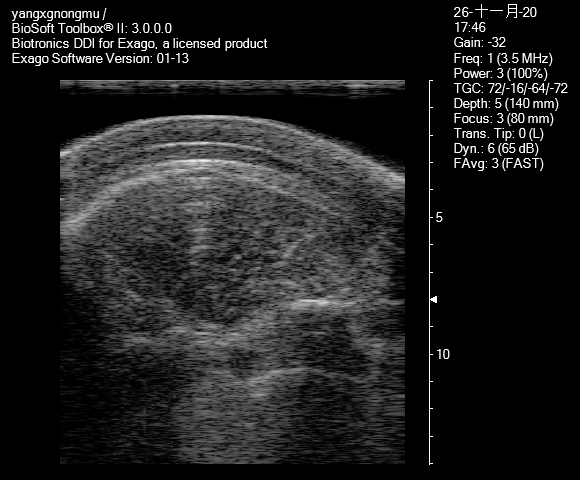 yangxgnongmu /
BioSoft Toolbox® II: 3.0.0.0
Biotronics DDI for Exago, a licensed product
Exago Software Version: 01-13
26-十一月-20
17:46
Gain: -32
Freq: 1 (3.5 MHz)
Power: 3 (100%)
TGC: 72/-16/-64/-72
Depth: 5 (140 mm)
Focus: 3 (80 mm)
Trans. Tip: 0 (L)
Dyn.: 6 (65 dB)
FAvg: 3 (FAST)
5
10